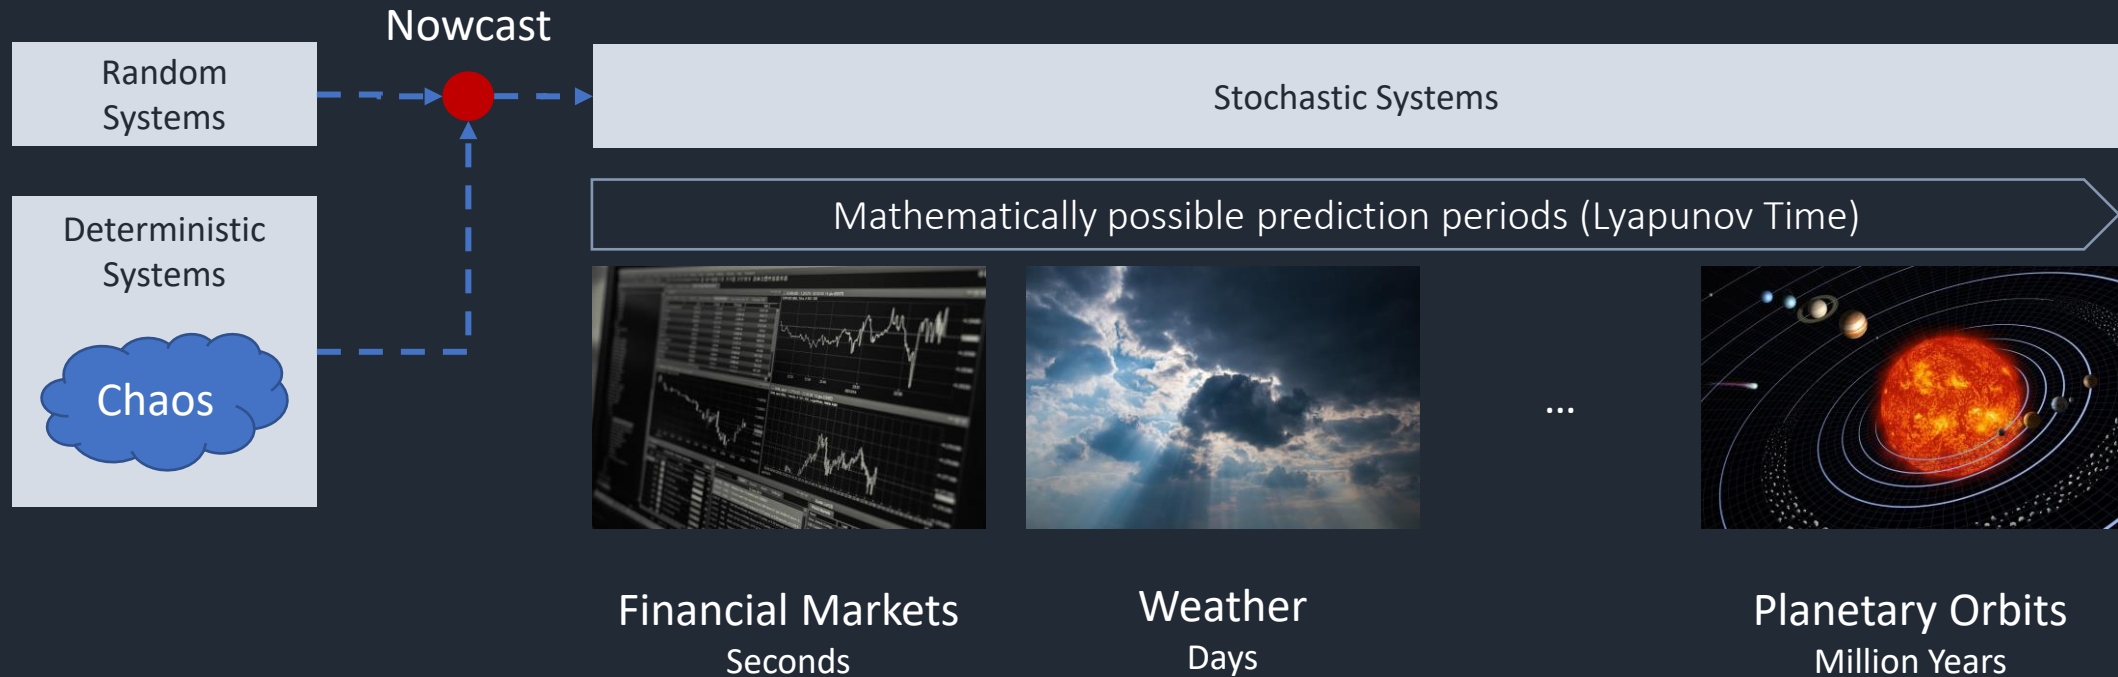 Nowcast
Random
Systems
Stochastic Systems
Deterministic
Systems
Chaos
Mathematically possible prediction periods (Lyapunov Time)
...
Financial Markets
Seconds
Weather
Days
Planetary Orbits
Million Years